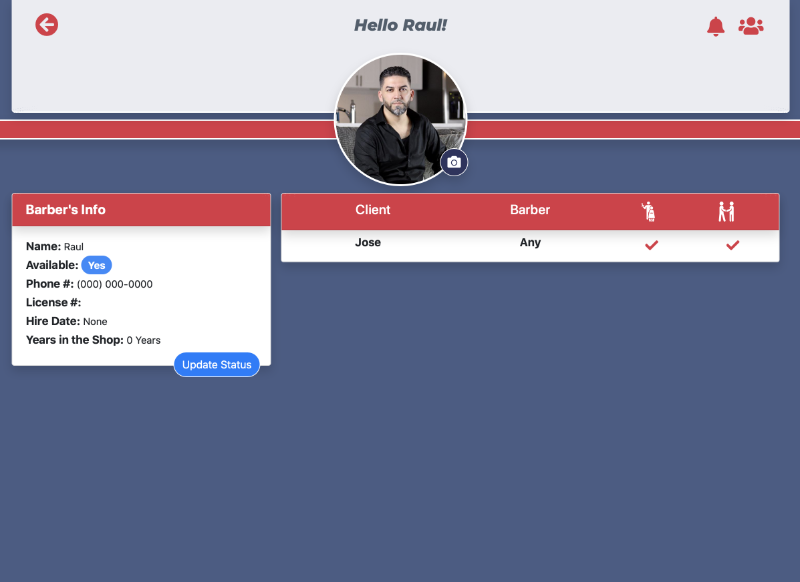 Hello Raul!
Barber's Info
Name: Raul
Available: Yes
Phone #: (000) 000-0000
License #:
Hire Date: None
Years in the Shop: 0 Years
Update Status
Client Barber
Jose Any